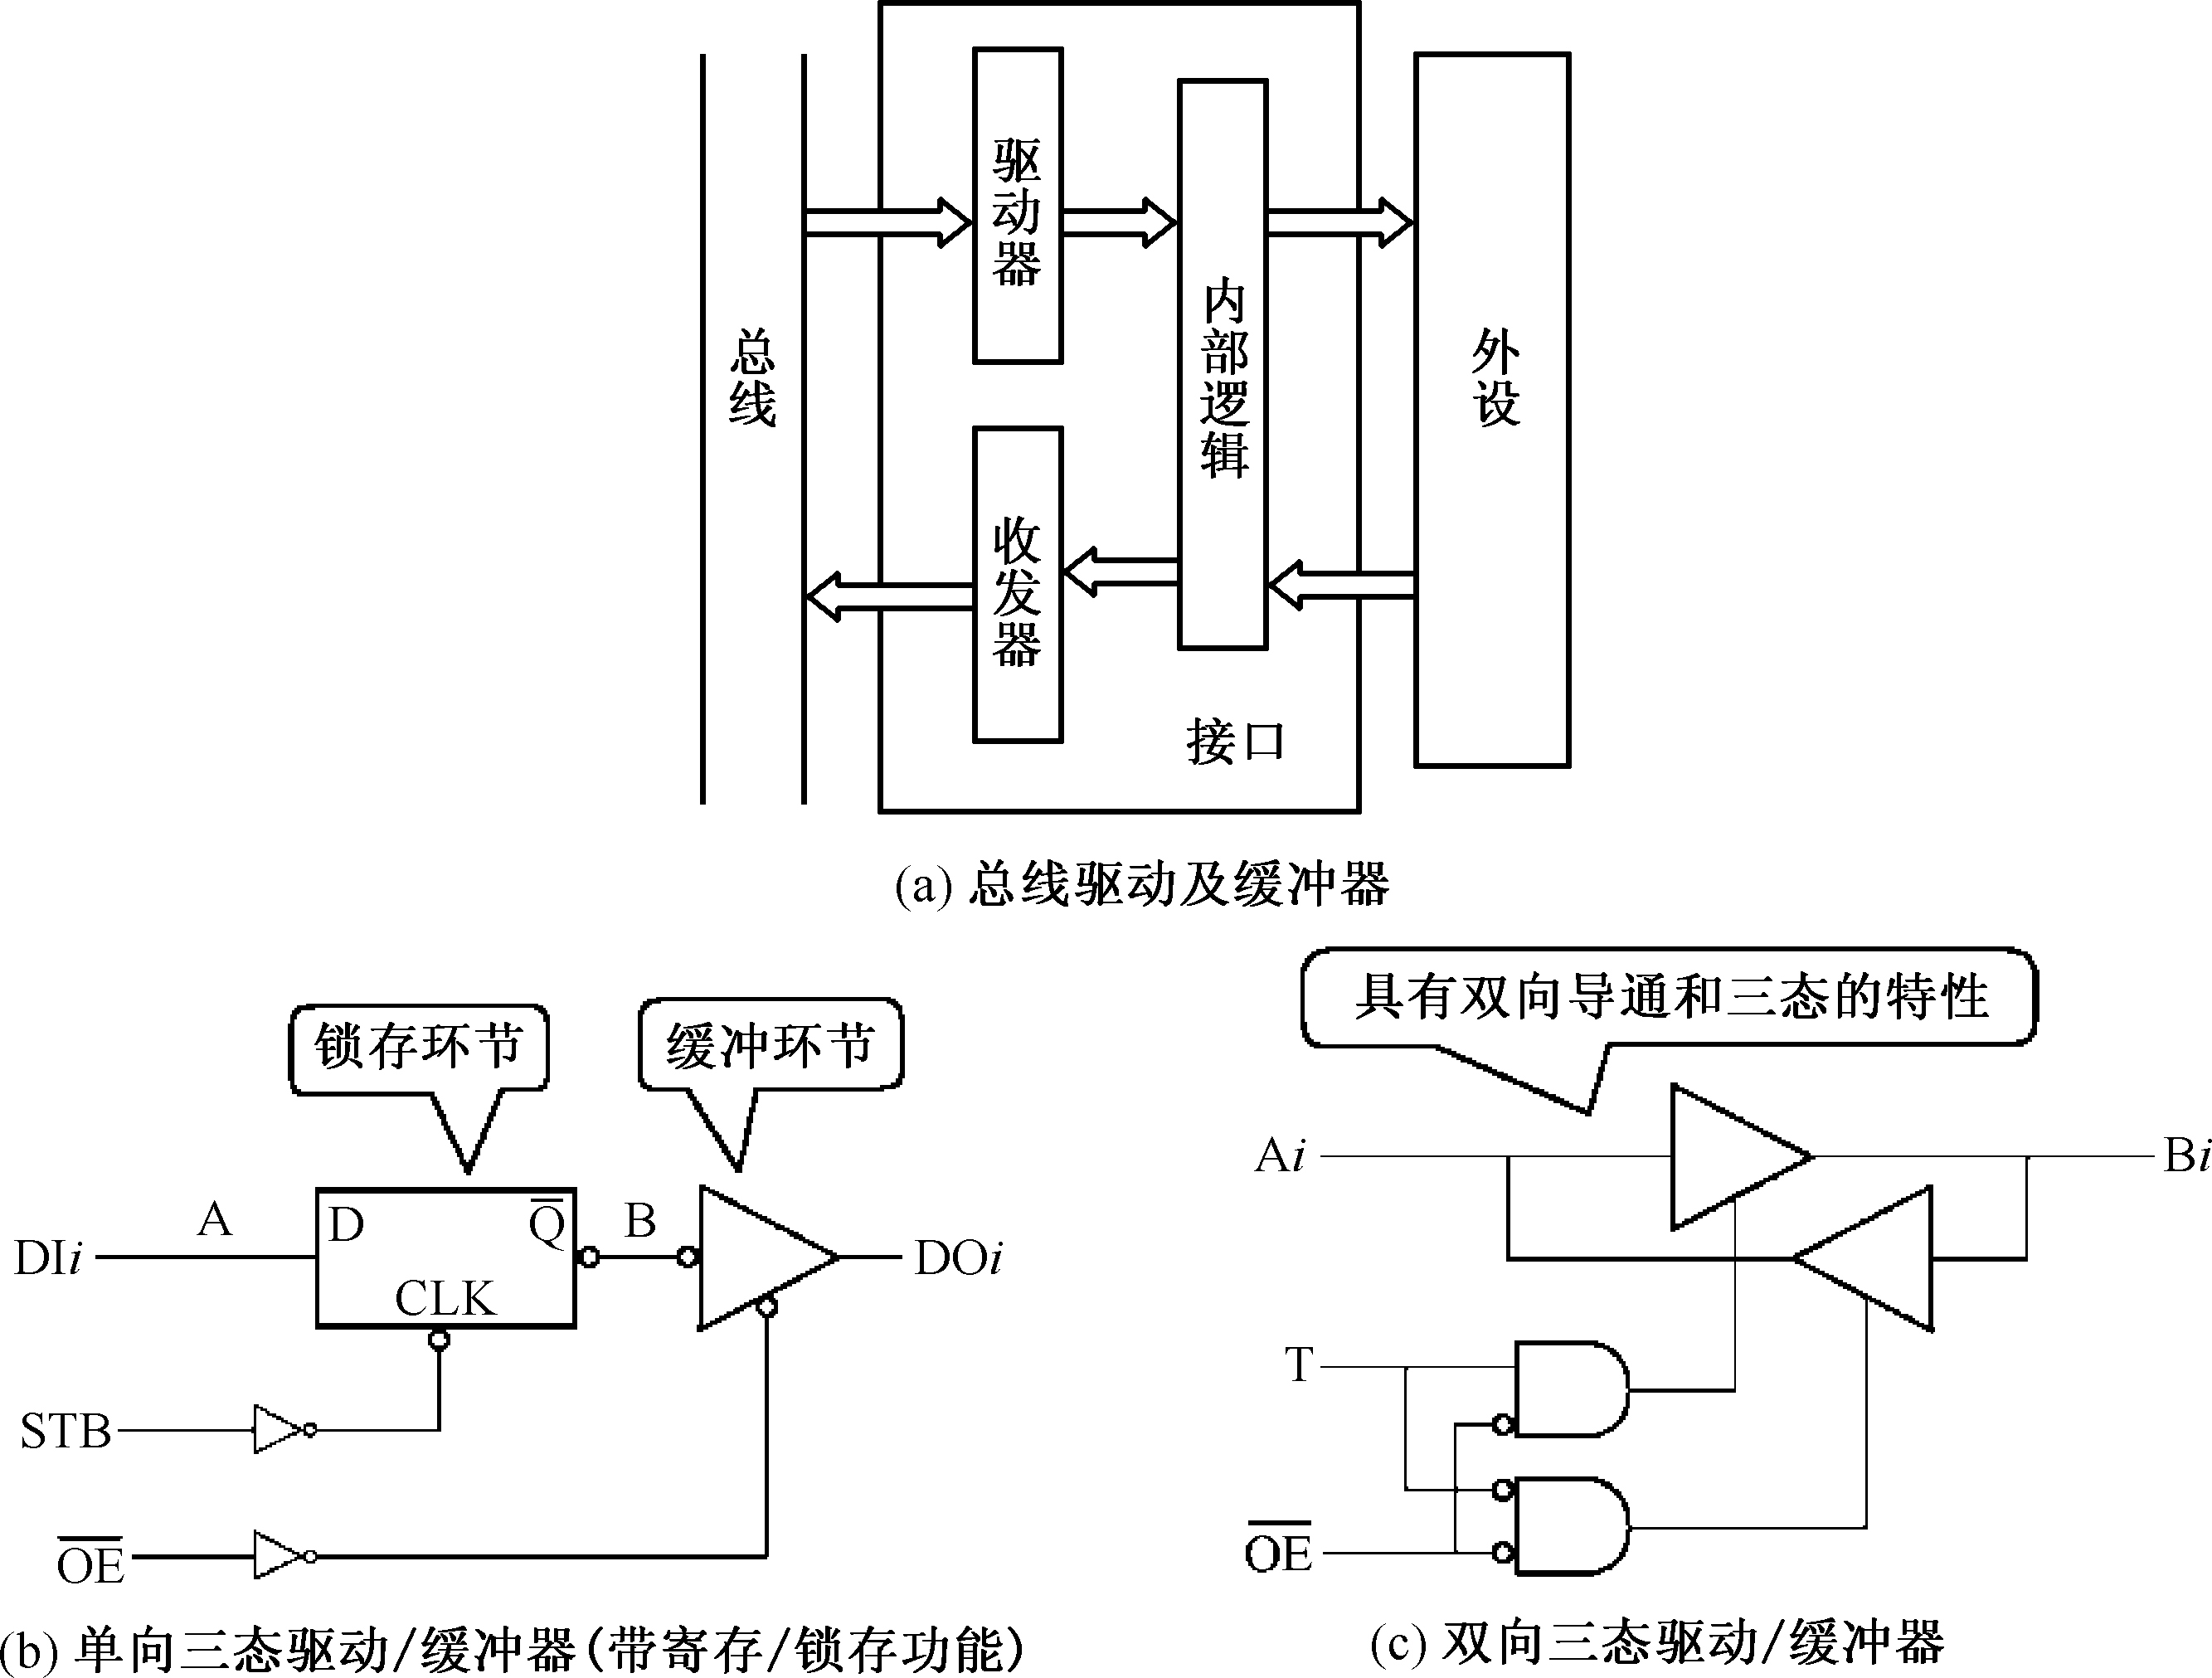 总线
驱动器
收发器
内部逻辑
外设
接口
(a) 总线驱动及缓冲器
锁存环节
缓冲环节
DIi
A
D
Q̅
CLK
B
DOi
STB
O̅E̅
(b) 单向三态驱动/缓冲器(带寄存/锁存功能)
具有双向导通和三态的特性
Ai
Bi
T
O̅E̅
(c) 双向三态驱动/缓冲器